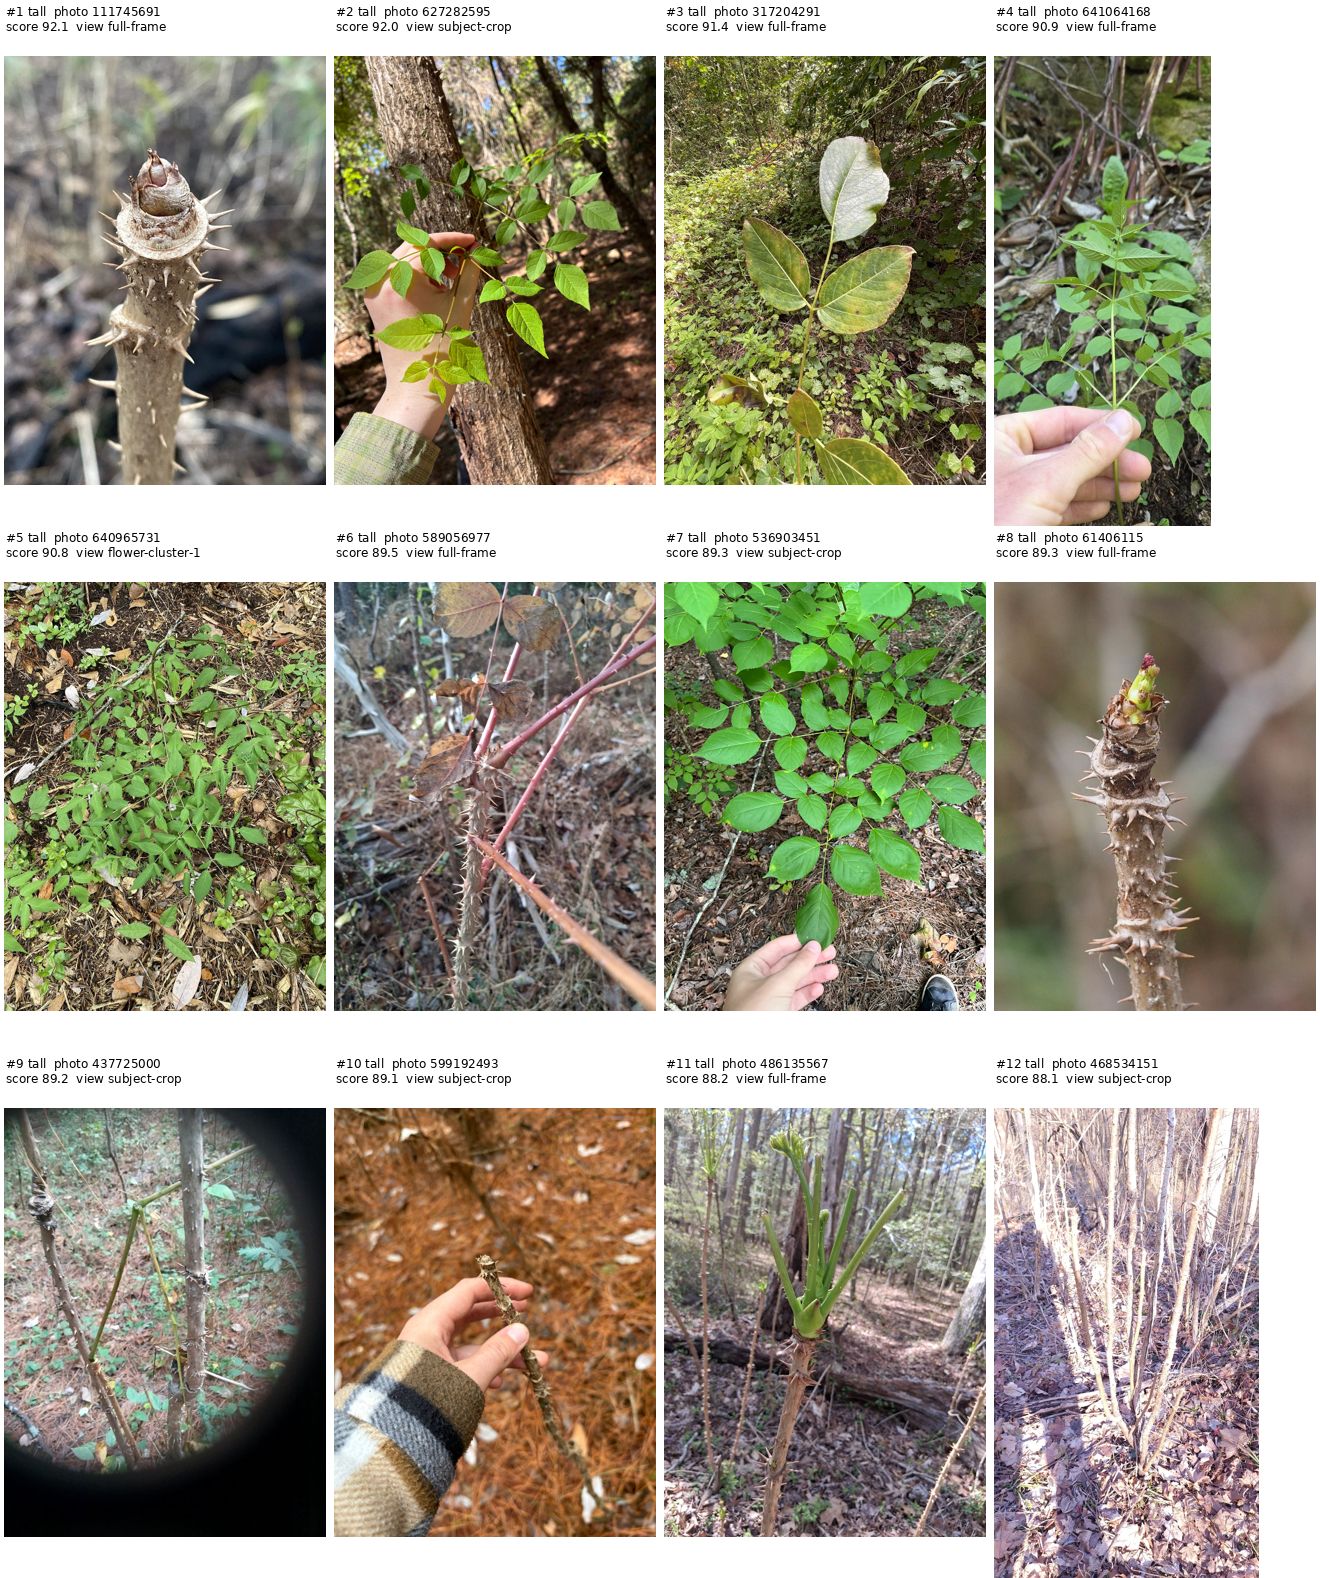 #1 tall photo 111745691
score 92.1 view full-frame
#2 tall photo 627282595
score 92.0 view subject-crop
#3 tall photo 317204291
score 91.4 view full-frame
#4 tall photo 641064168
score 90.9 view full-frame
#5 tall photo 640965731
score 90.8 view flower-cluster-1
#6 tall photo 589056977
score 89.5 view full-frame
#7 tall photo 536903451
score 89.3 view subject-crop
#8 tall photo 61406115
score 89.3 view full-frame
#9 tall photo 437725000
score 89.2 view subject-crop
#10 tall photo 599192493
score 89.1 view subject-crop
#11 tall photo 486135567
score 88.2 view full-frame
#12 tall photo 468534151
score 88.1 view subject-crop